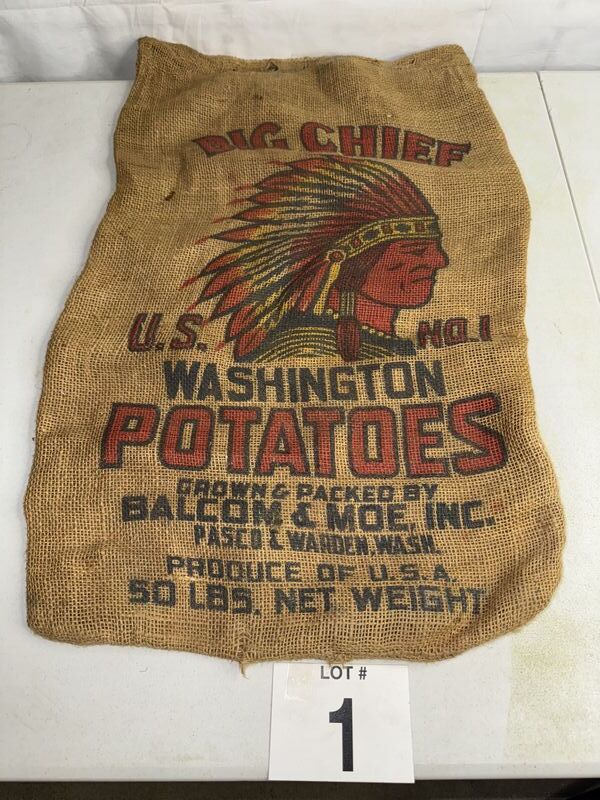 BIG CHIEF
U.S. NO.1
WASHINGTON
POTATOES
GROWN & PACKED BY
BALCOM & MOE, INC.
PASCO & WARDEN, WASH.
PRODUCE OF U.S.A.
50 LBS. NET WEIGHT
LOT #
1